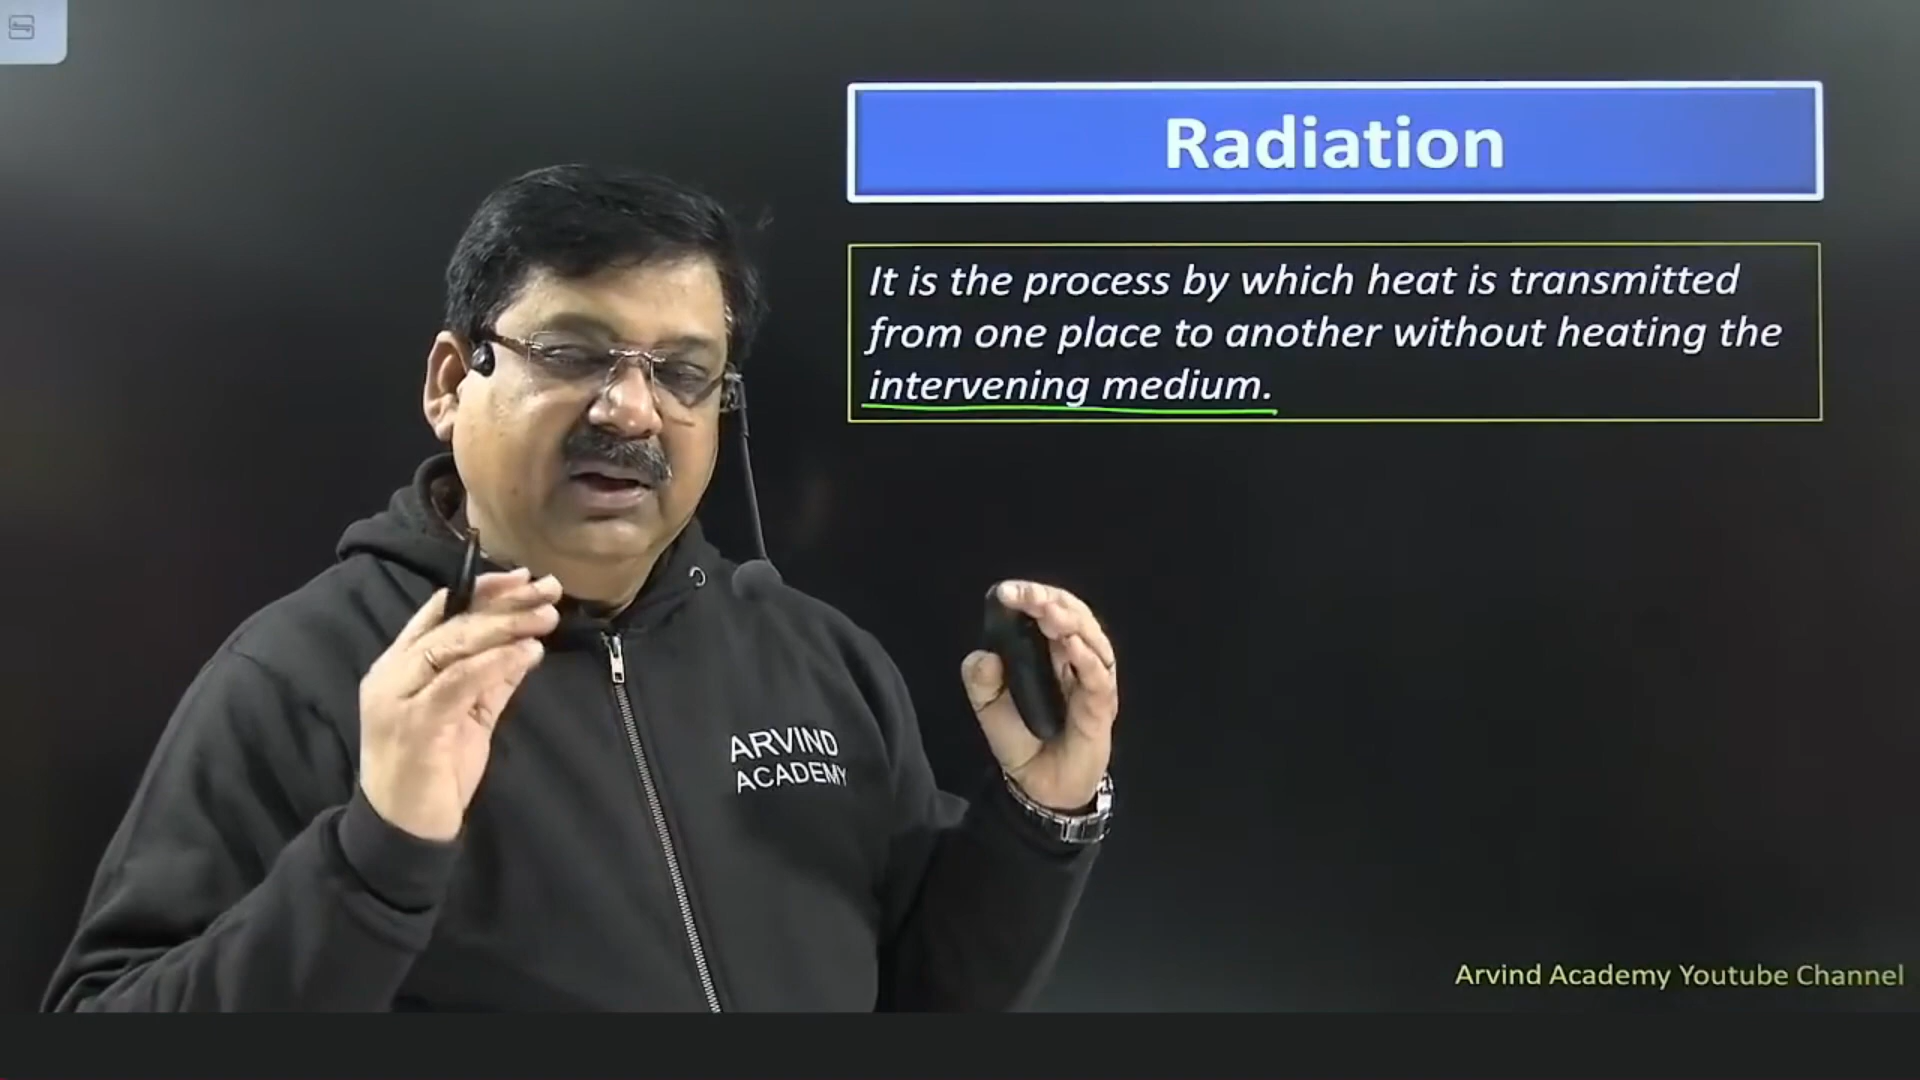 Radiation
It is the process by which heat is transmitted
from one place to another without heating the
intervening medium.
ARVIND
ACADEMY
Arvind Academy Youtube Channel